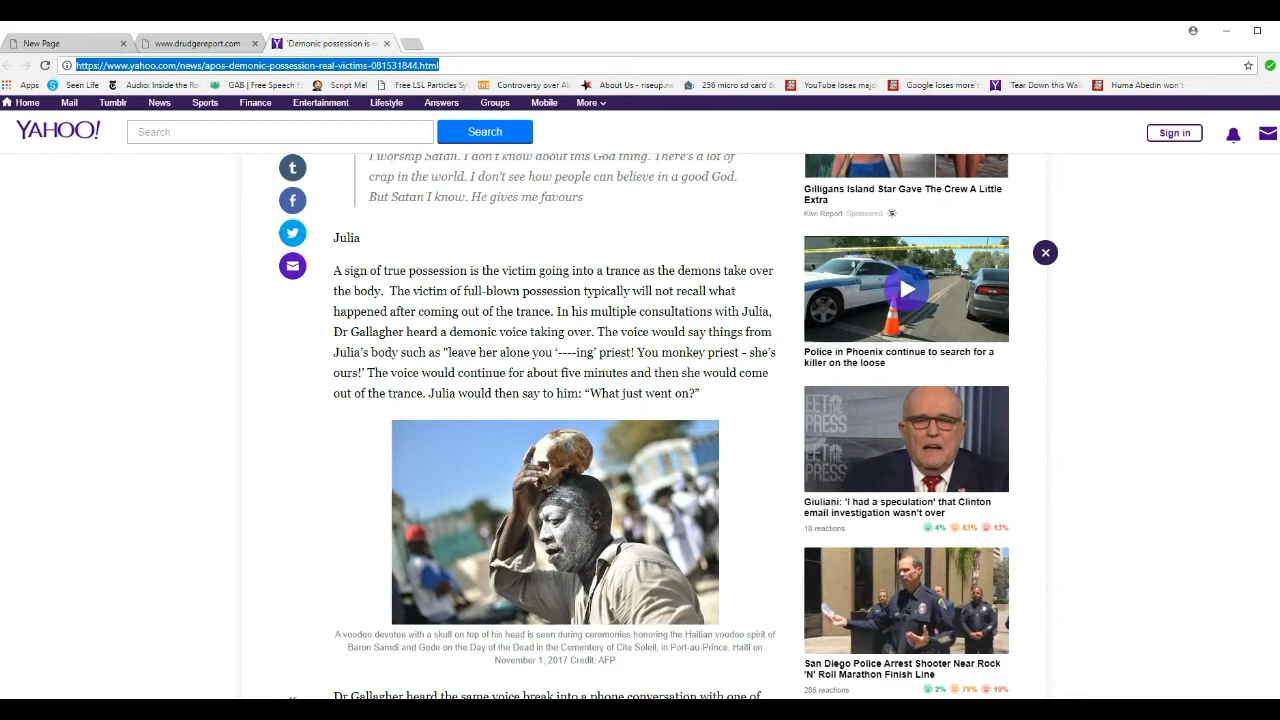 New Page
www.drudgereport.com
'Demonic possession is r
https://www.yahoo.com/news/apos-demonic-possession-real-victims-081531844.html
Apps
Seen Life
Audio: Inside the Ro
GAB | Free Speech f
Script Me!
Free LSL Particles Sy
Controversy over Ali
About Us - riseup.ne
256 micro sd card &
YouTube loses majo
Google loses more t
'Tear Down this Wa
Huma Abedin won't
Home
Mail
Tumblr
News
Sports
Finance
Entertainment
Lifestyle
Answers
Groups
Mobile
More
YAHOO!
Search
Search
Sign in
I worship Satan. I don't know about this God thing. There's a lot of
crap in the world. I don't see how people can believe in a good God.
But Satan I know. He gives me favours
Julia
A sign of true possession is the victim going into a trance as the demons take over
the body.  The victim of full-blown possession typically will not recall what
happened after coming out of the trance. In his multiple consultations with Julia,
Dr Gallagher heard a demonic voice taking over. The voice would say things from
Julia's body such as "leave her alone you '----ing' priest! You monkey priest - she's
ours!' The voice would continue for about five minutes and then she would come
out of the trance. Julia would then say to him: “What just went on?”
A voodoo devotee with a skull on top of his head is seen during ceremonies honoring the Haitian voodoo spirit of
Baron Samdi and Gede on the Day of the Dead in the Cementery of Cite Soleil, in Port-au-Prince, Haiti on
November 1, 2017 Credit: AFP
Dr Gallagher heard the same voice break into a phone conversation with one of
Gilligans Island Star Gave The Crew A Little
Extra
Kiwi Report Sponsored
Police in Phoenix continue to search for a
killer on the loose
MEET THE
PRESS
Giuliani: 'I had a speculation' that Clinton
email investigation wasn't over
18 reactions
4% 83% 13%
San Diego Police Arrest Shooter Near Rock
'N' Roll Marathon Finish Line
286 reactions
2% 79% 19%